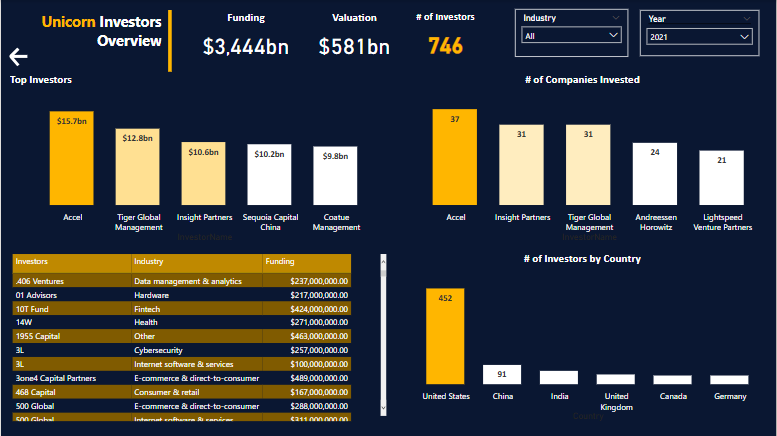 Unicorn Investors
Overview
Funding
$3,444bn
Valuation
$581bn
# of Investors
746
Industry
All
Year
2021
Top Investors
$15.7bn
$12.8bn
$10.6bn
$10.2bn
$9.8bn
Accel
Tiger Global
Management
Insight Partners
Sequoia Capital
China
Coatue
Management
InvestorName
# of Companies Invested
37
31
31
24
21
Accel
Insight Partners
Tiger Global
Management
Andreessen
Horowitz
Lightspeed
Venture Partners
InvestorName
Investors Industry Funding
.406 Ventures Data management & analytics $237,000,000.00
01 Advisors Hardware $217,000,000.00
10T Fund Fintech $424,000,000.00
14W Health $271,000,000.00
1955 Capital Other $463,000,000.00
3L Cybersecurity $257,000,000.00
3L Internet software & services $100,000,000.00
3one4 Capital Partners E-commerce & direct-to-consumer $489,000,000.00
468 Capital Consumer & retail $167,000,000.00
500 Global E-commerce & direct-to-consumer $288,000,000.00
500 Global Internet software & services $311,000,000.00
# of Investors by Country
452
91
United States
China
India
United
Kingdom
Canada
Germany
Country